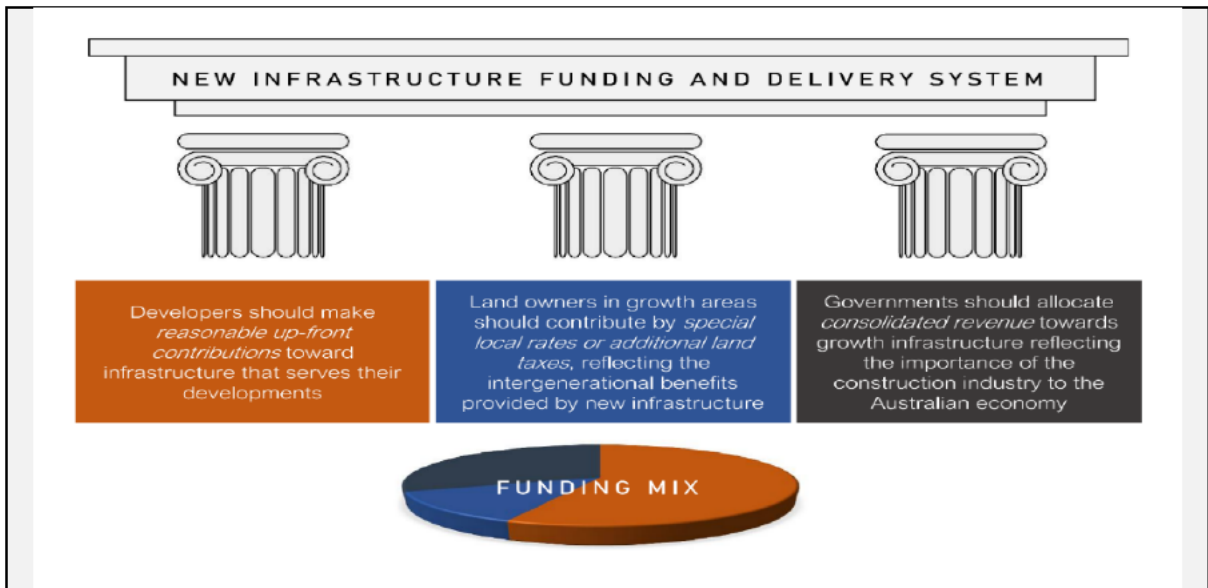 NEW INFRASTRUCTURE FUNDING AND DELIVERY SYSTEM
Developers should make
reasonable up-front
contributions toward
infrastructure that serves their
developments
Land owners in growth areas
should contribute by special
local rates or additional land
taxes, reflecting the
intergenerational benefits
provided by new infrastructure
Governments should allocate
consolidated revenue towards
growth infrastructure reflecting
the importance of the
construction industry to the
Australian economy
FUNDING MIX